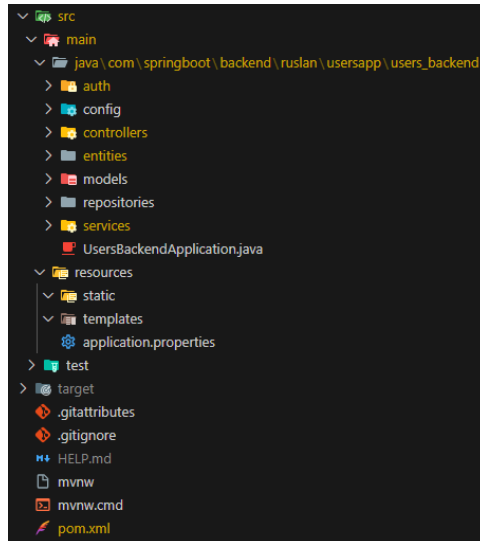 src
main
java\com\springboot\backend\ruslan\usersapp\users_backend
auth
config
controllers
entities
models
repositories
services
UsersBackendApplication.java
resources
static
templates
application.properties
test
target
.gitattributes
.gitignore
HELP.md
mvnw
mvnw.cmd
pom.xml